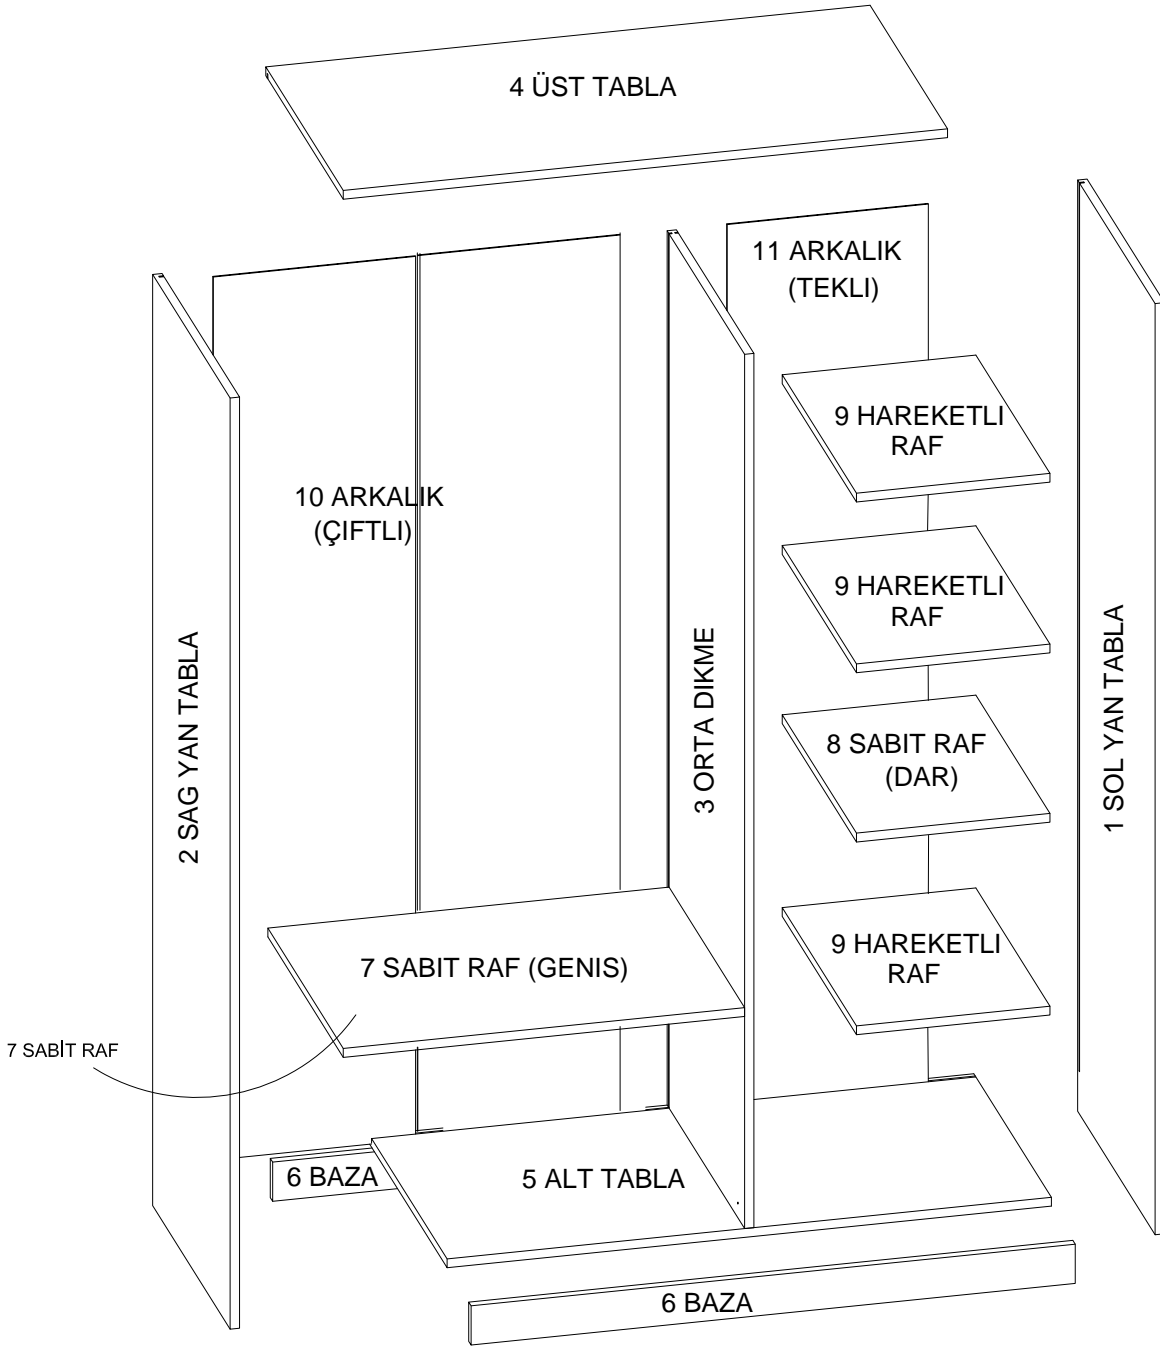 4 ÜST TABLA
11 ARKALIK
(TEKLI)
9 HAREKETLI
RAF
10 ARKALIK
(ÇIFTLI)
9 HAREKETLI
RAF
2 SAG YAN TABLA
3 ORTA DIKME
1 SOL YAN TABLA
8 SABIT RAF
(DAR)
9 HAREKETLI
RAF
7 SABIT RAF (GENIS)
7 SABİT RAF
6 BAZA
5 ALT TABLA
6 BAZA